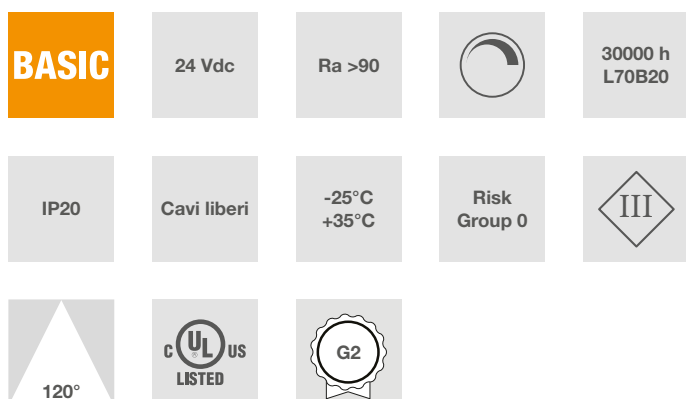 BASIC
24 Vdc
Ra >90
30000 h
L70B20
IP20
Cavi liberi
-25°C
+35°C
Risk
Group 0
III
120°
C UL US
®
LISTED
G2